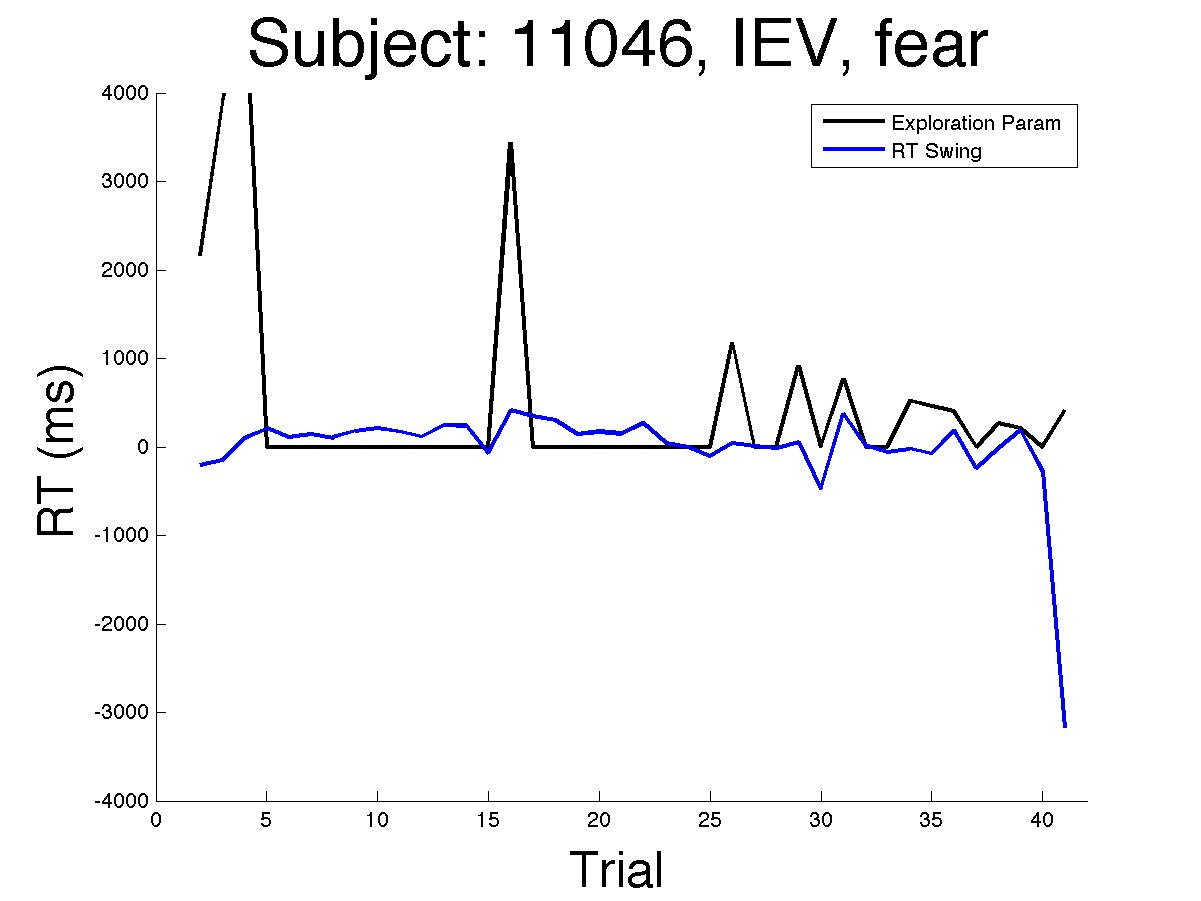 Subject: 11046, IEV, fear
4000
3000
2000
1000
0
-1000
-2000
-3000
-4000
RT (ms)
Exploration Param
RT Swing
0 5 10 15 20 25 30 35 40
Trial